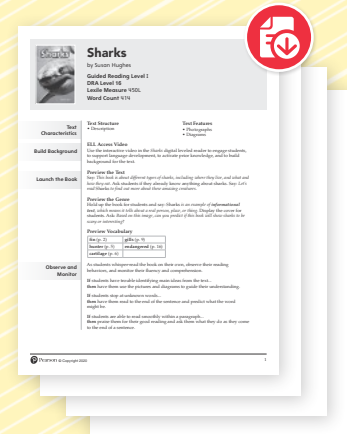 Sharks
by Susan Hughes
Guided Reading Level I
DRA Level 16
Lexile Measure 450L
Word Count 414
Text Characteristics
Text Structure
• Description
Text Features
• Photographs
• Diagrams
Build Background
ELL Access Video
Use the interactive video in the Sharks digital leveled reader to engage students,
to support language development, to activate prior knowledge, and to build
background for the text.
Launch the Book
Preview the Text
Say: This book is about different types of sharks, including where they live, and what and
how they eat. Ask students if they already know anything about sharks. Say: Let's
read Sharks to find out more about these amazing creatures.
Preview the Genre
Hold up the book for students and say: Sharks is an example of informational
text, which means it tells about a real person, place, or thing. Display the cover for
students. Ask: Based on this image, can you predict if this book will show sharks to be
scary or interesting?
Preview Vocabulary
fin (p. 2)
gills (p. 9)
hunter (p. 5)
endangered (p. 16)
cartilage (p. 6)
Observe and Monitor
As students whisper-read the book on their own, observe their reading
behaviors, and monitor their fluency and comprehension.
If students have trouble identifying main ideas from the text...
then have them use the pictures and diagrams to guide their understanding.
If students stop at unknown words...
then have them read to the end of the sentence and predict what the word
might be.
If students are able to read smoothly within a paragraph...
then praise them for their good reading and ask them what they do as they come
to the end of a sentence.
Pearson © Copyright 2020
1